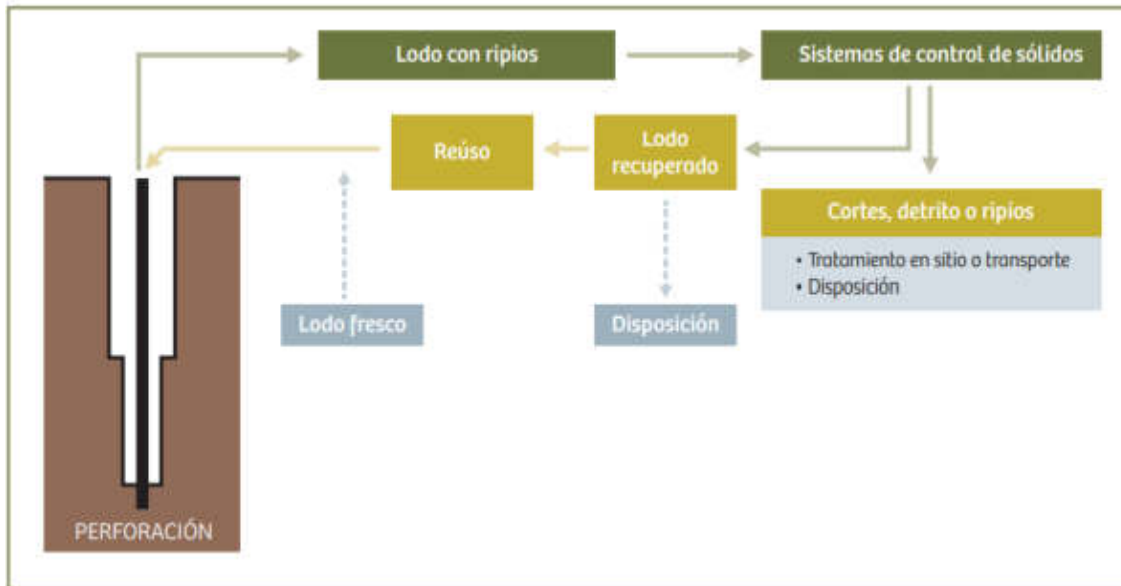 Lodo con ripios
Sistemas de control de sólidos
Reúso
Lodo
recuperado
Cortes, detrito o ripios
• Tratamiento en sitio o transporte
• Disposición
Lodo fresco
Disposición
PERFORACIÓN